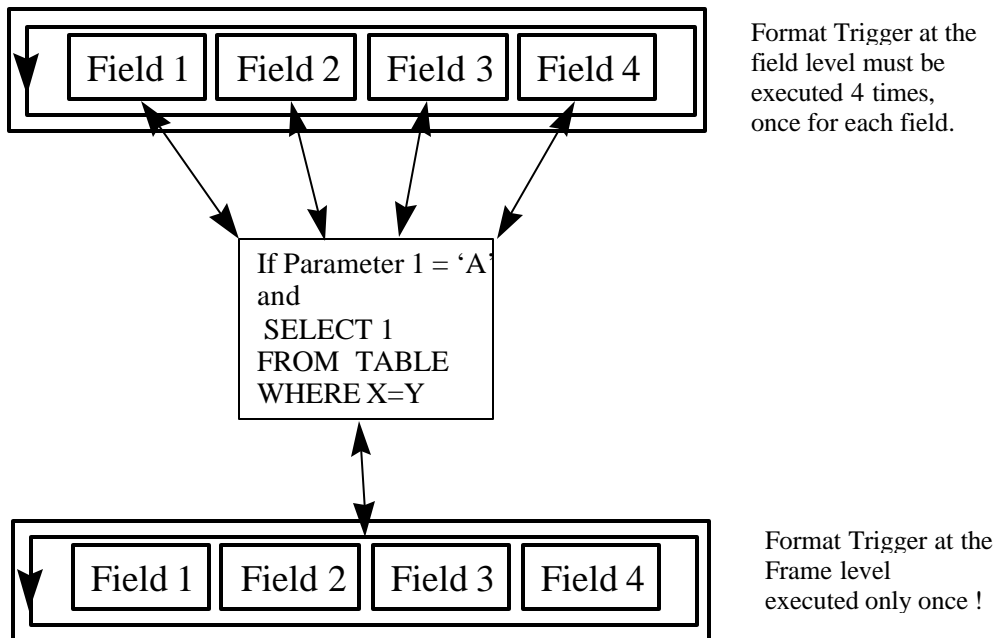 Field 1 Field 2 Field 3 Field 4
Format Trigger at the
field level must be
executed 4 times,
once for each field.
If Parameter 1 = ‘A’
and
SELECT 1
FROM TABLE
WHERE X=Y
Field 1 Field 2 Field 3 Field 4
Format Trigger at the
Frame level
executed only once !